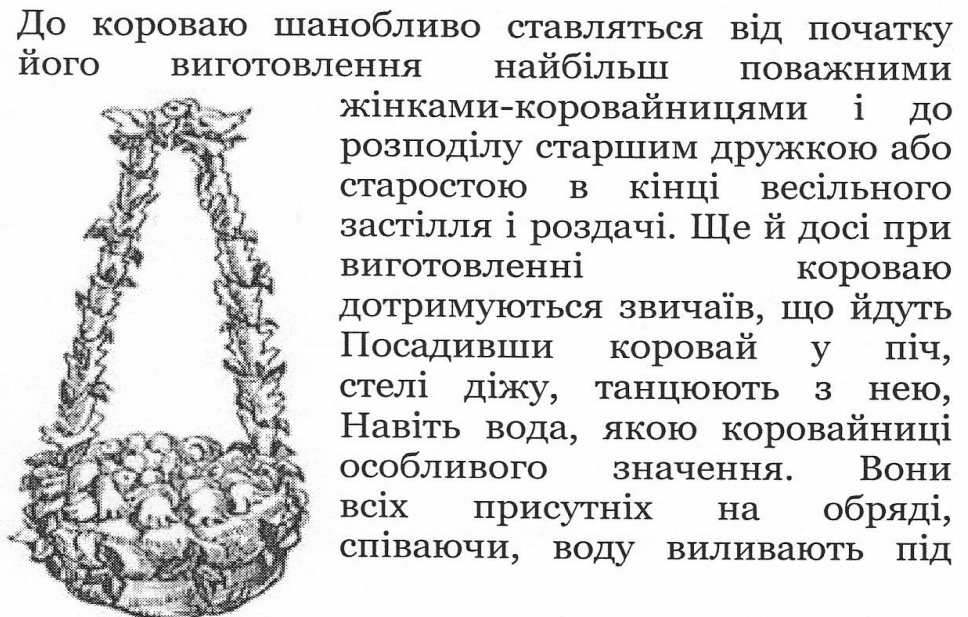 До короваю шанобливо ставляться від початку
його виготовлення найбільш поважними
жінками-коровайницями і до
розподілу старшим дружкою або
старостою в кінці весільного
застілля і роздачі. Ще й досі при
виготовленні короваю
дотримуються звичаїв, що йдуть
Посадивши коровай у піч,
стелі діжу, танцюють з нею,
Навіть вода, якою коровайниці
особливого значення. Вони
всіх присутніх на обряді,
співаючи, воду виливають під